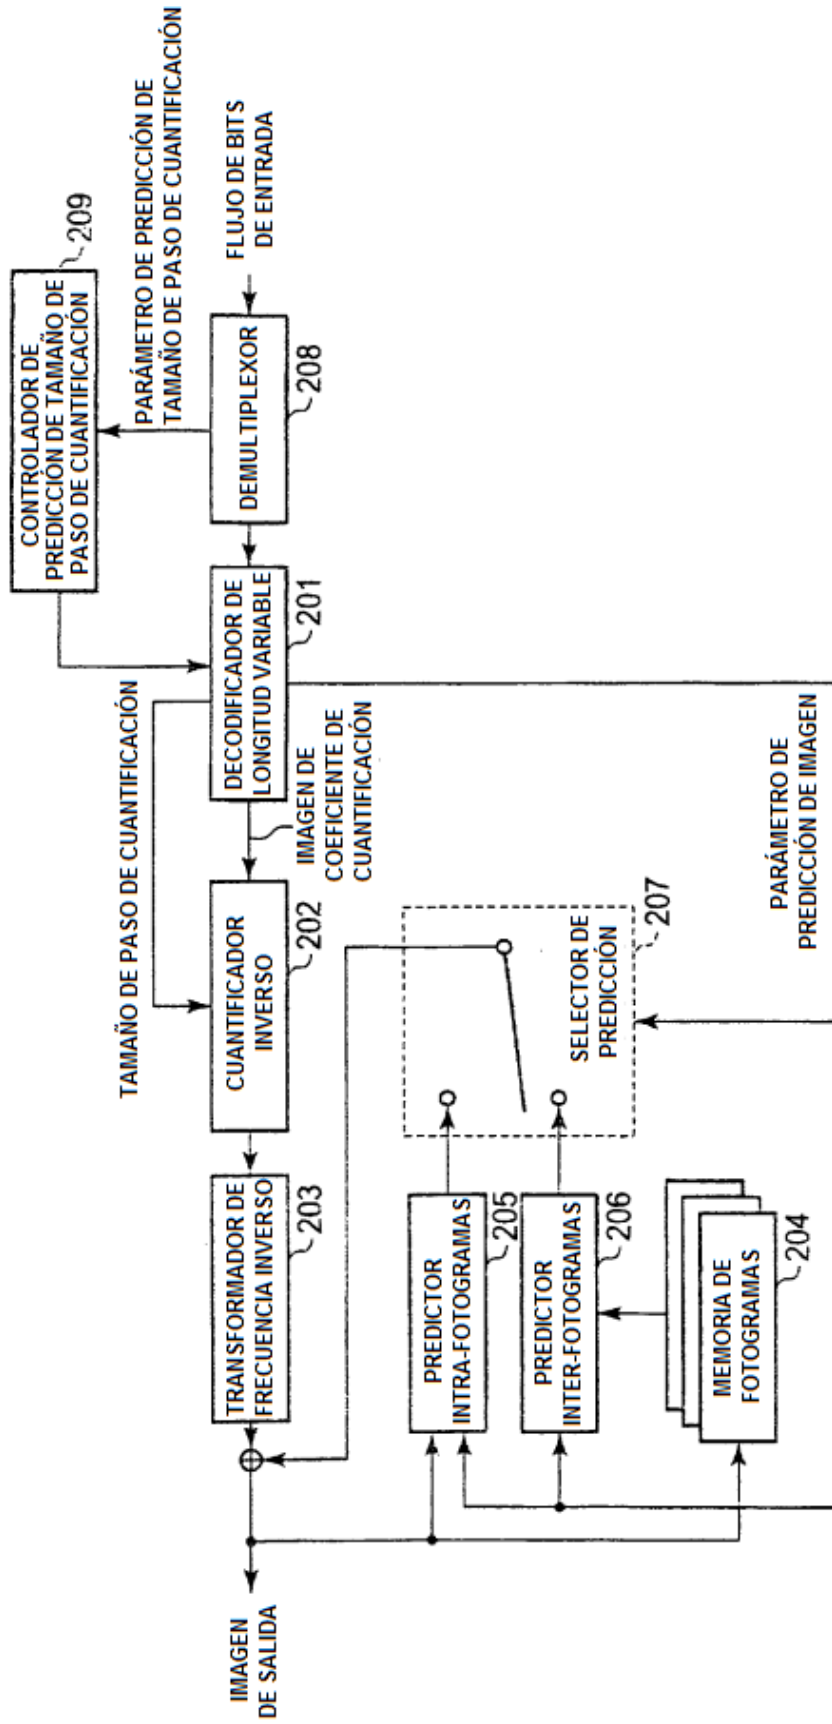 CONTROLADOR DE
PREDICCIÓN DE TAMAÑO DE
PASO DE CUANTIFICACIÓN
209
PARÁMETRO DE PREDICCIÓN DE
TAMAÑO DE PASO DE CUANTIFICACIÓN
FLUJO DE BITS
DE ENTRADA
DEMULTIPLEXOR
208
DECODIFICADOR DE
LONGITUD VARIABLE
201
TAMAÑO DE PASO DE CUANTIFICACIÓN
IMAGEN DE
COEFICIENTE DE
CUANTIFICACIÓN
CUANTIFICADOR
INVERSO
202
TRANSFORMADOR DE
FRECUENCIA INVERSO
203
IMAGEN
DE SALIDA
SELECTOR DE
PREDICCIÓN
207
PARÁMETRO DE
PREDICCIÓN DE IMAGEN
PREDICTOR
INTRA-FOTOGRAMAS
205
PREDICTOR
INTER-FOTOGRAMAS
206
MEMORIA DE
FOTOGRAMAS
204